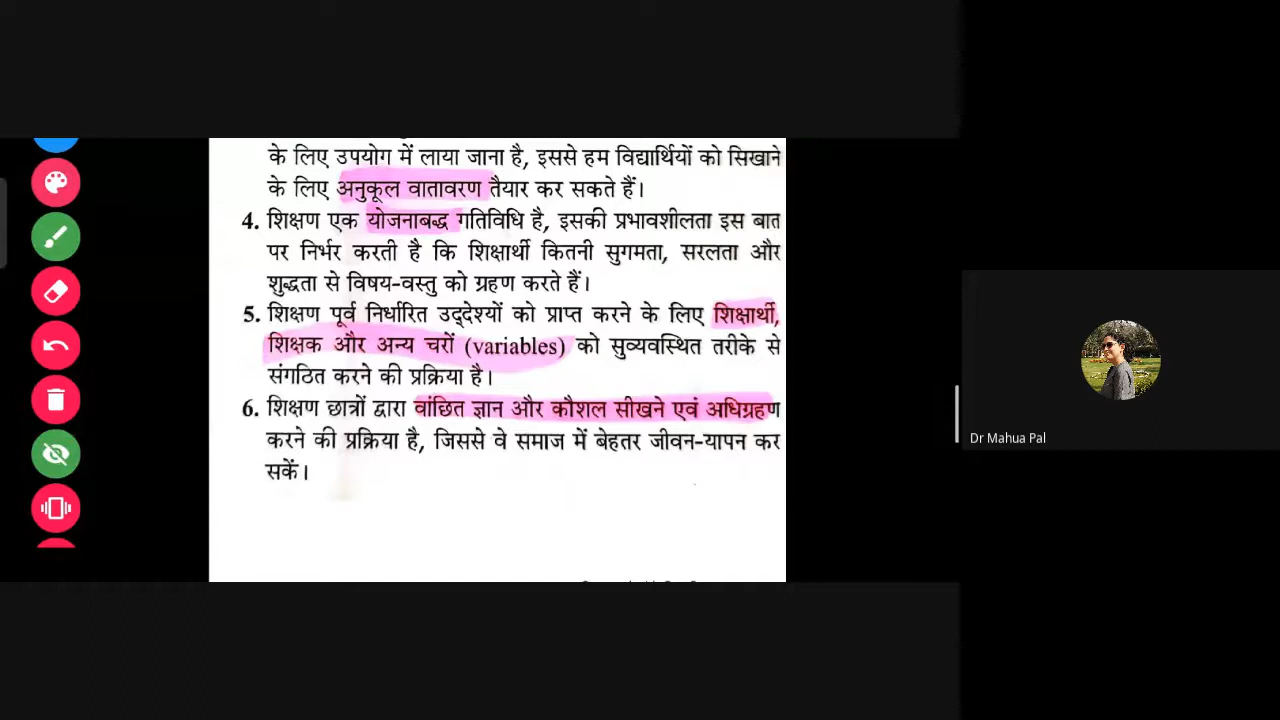 के लिए उपयोग में लाया जाना है, इससे हम विद्यार्थियों को सिखाने
के लिए अनुकूल वातावरण तैयार कर सकते हैं।
4. शिक्षण एक योजनाबद्ध गतिविधि है, इसकी प्रभावशीलता इस बात
पर निर्भर करती है कि शिक्षार्थी कितनी सुगमता, सरलता और
शुद्धता से विषय-वस्तु को ग्रहण करते हैं।
5. शिक्षण पूर्व निर्धारित उद्‌देश्यों को प्राप्त करने के लिए शिक्षार्थी,
शिक्षक और अन्य चरों (variables) को सुव्यवस्थित तरीके से
संगठित करने की प्रक्रिया है।
6. शिक्षण छात्रों द्वारा वांछित ज्ञान और कौशल सीखने एवं अधिग्रहण
करने की प्रक्रिया है, जिससे वे समाज में बेहतर जीवन-यापन कर
सकें।
Dr Mahua Pal